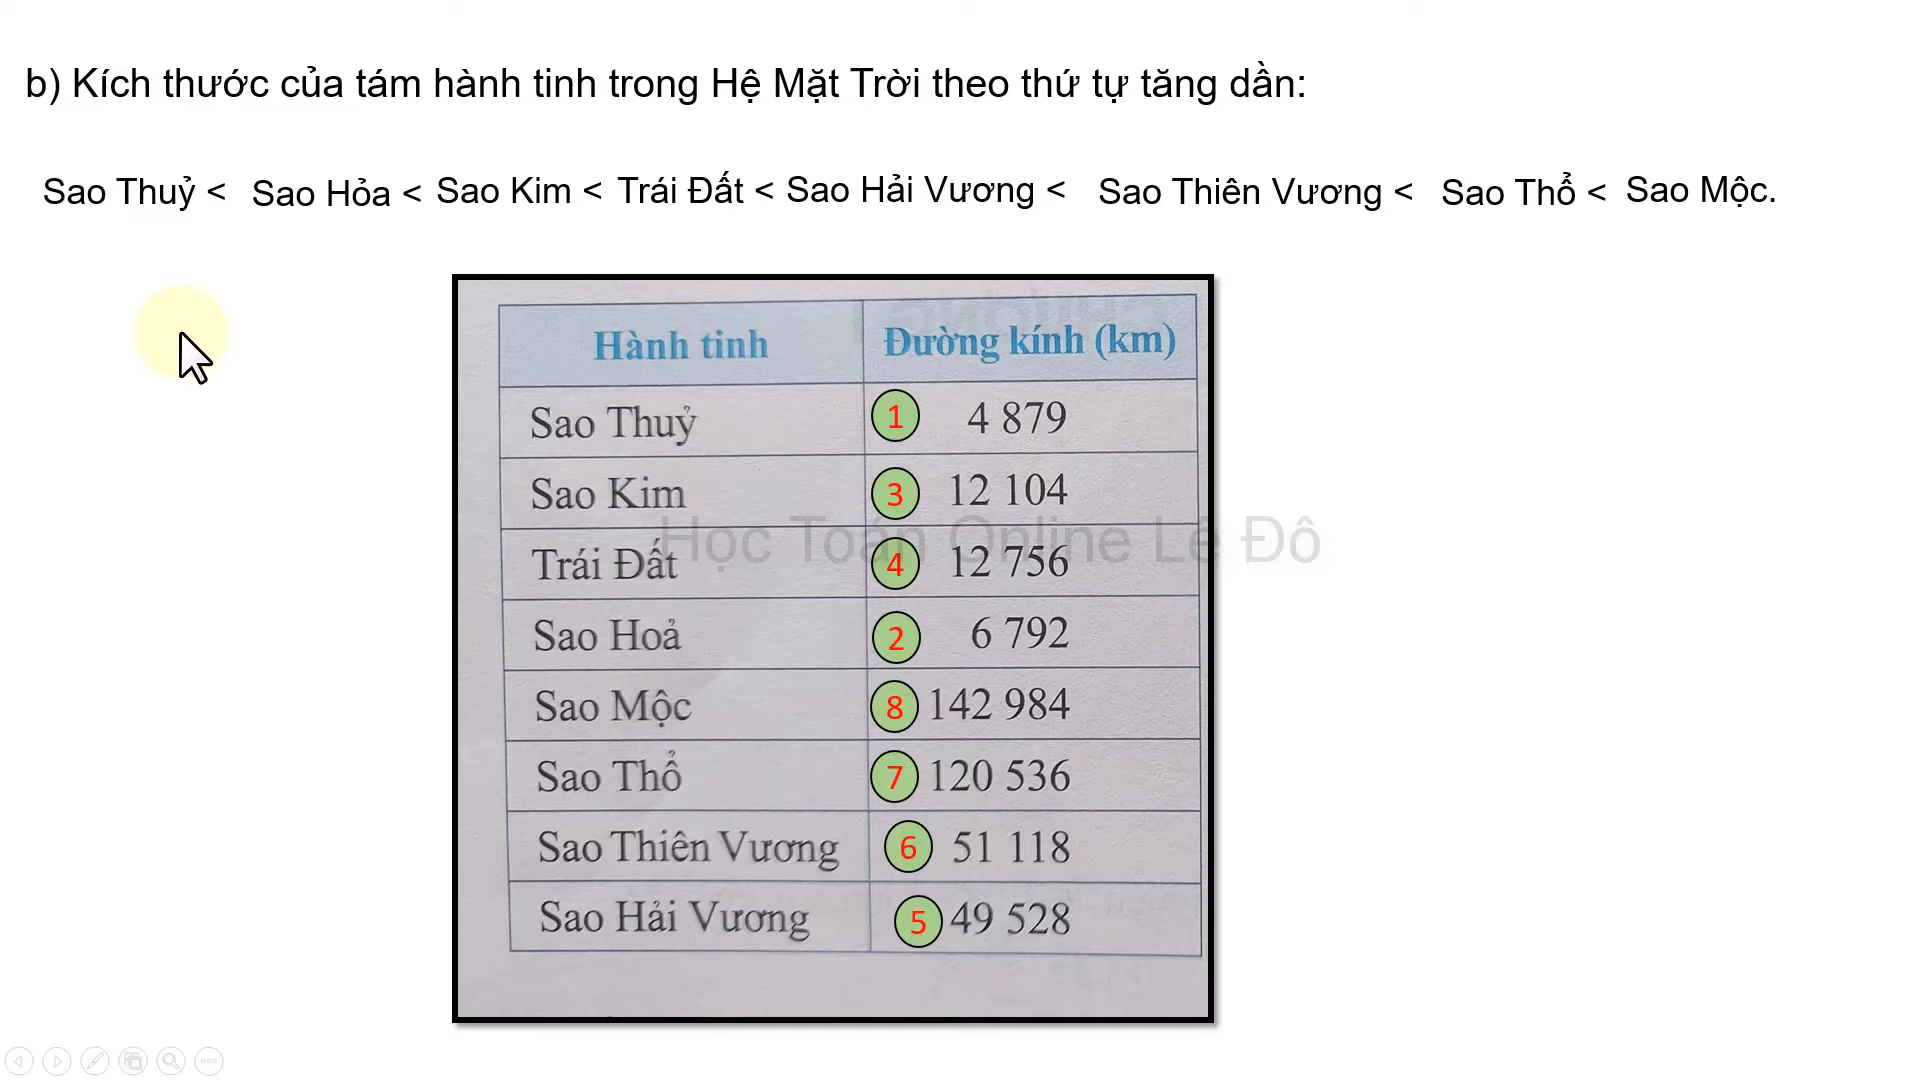 b) Kích thước của tám hành tinh trong Hệ Mặt Trời theo thứ tự tăng dần:
Sao Thuỷ < Sao Hỏa < Sao Kim < Trái Đất < Sao Hải Vương < Sao Thiên Vương < Sao Thổ < Sao Mộc.
Hành tinh Đường kính (km)
Sao Thuỷ 1 4 879
Sao Kim 3 12 104
Học Toán Online Lê Đô
Trái Đất 4 12 756
Sao Hoả 2 6 792
Sao Mộc 8 142 984
Sao Thổ 7 120 536
Sao Thiên Vương 6 51 118
Sao Hải Vương 5 49 528